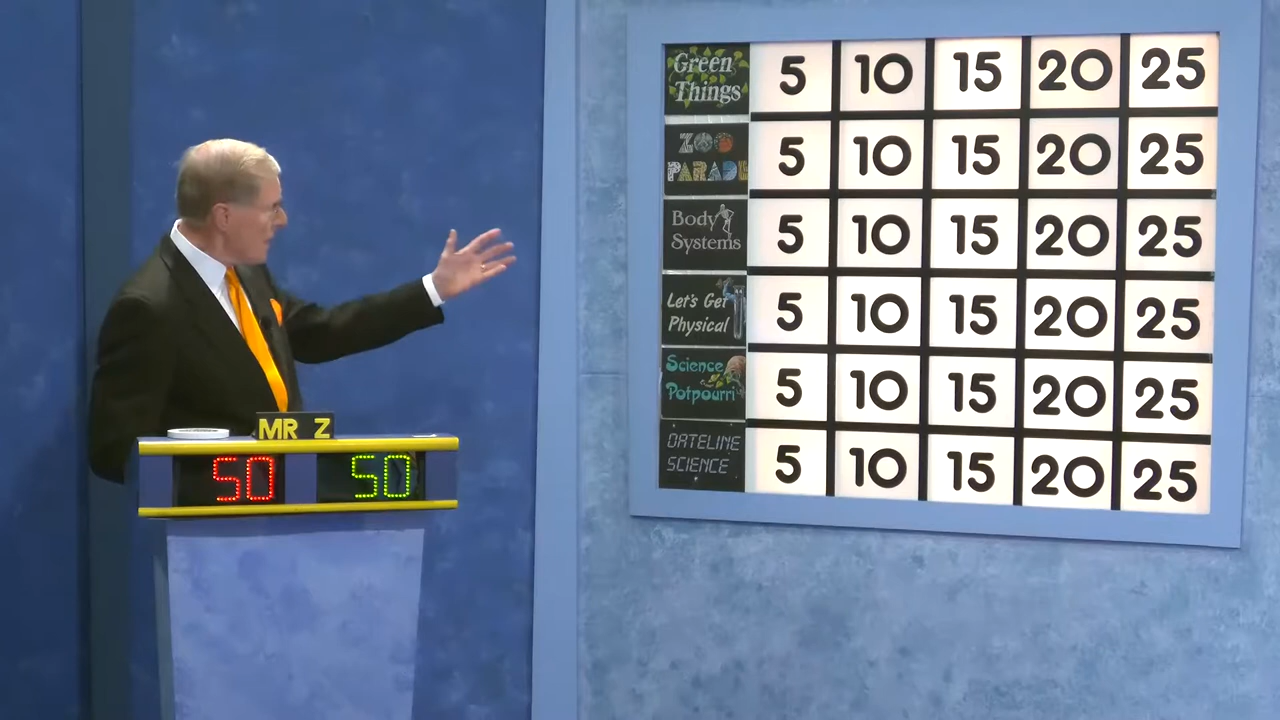 Green
Things
5 10 15 20 25
ZOO
PARADE
5 10 15 20 25
Body
Systems
5 10 15 20 25
Let's Get
Physical
5 10 15 20 25
Science
Potpourri
5 10 15 20 25
DATELINE
SCIENCE
5 10 15 20 25
MR Z
50 50